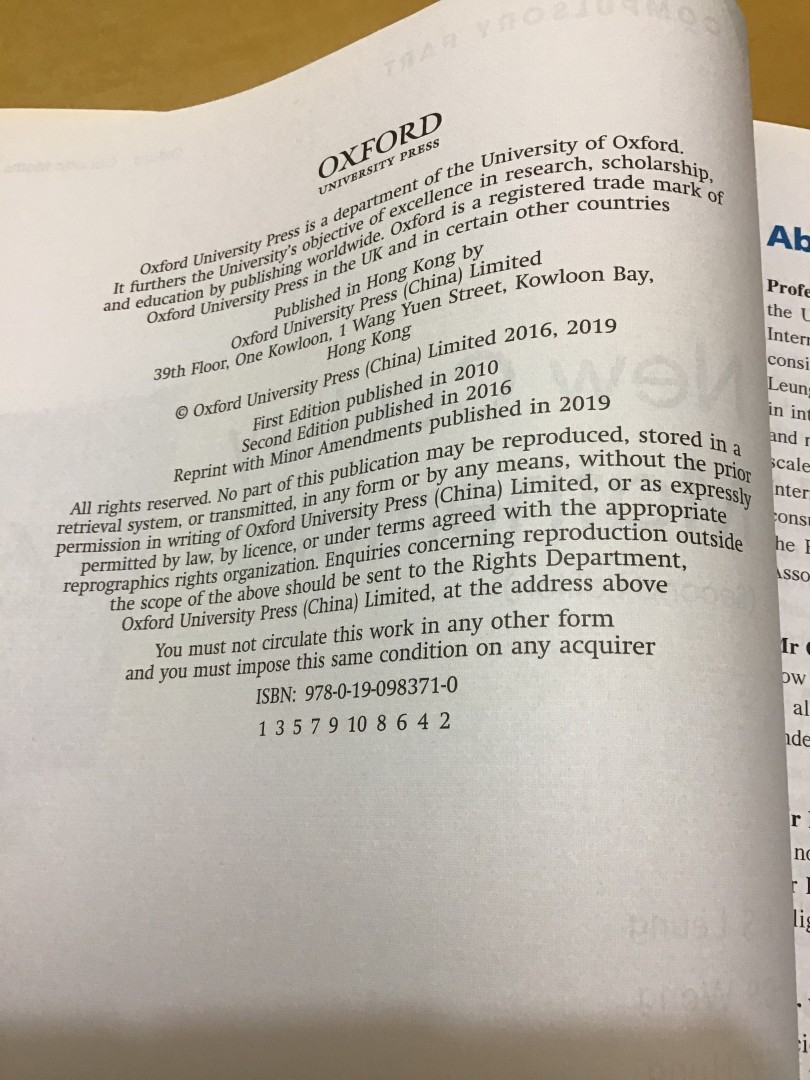 OXFORD
UNIVERSITY PRESS
Oxford University Press is a department of the University of Oxford.
It furthers the University's objective of excellence in research, scholarship,
and education by publishing worldwide. Oxford is a registered trade mark of
Oxford University Press in the UK and in certain other countries
Published in Hong Kong by
Oxford University Press (China) Limited
39th Floor, One Kowloon, 1 Wang Yuen Street, Kowloon Bay,
Hong Kong
© Oxford University Press (China) Limited 2016, 2019
First Edition published in 2010
Second Edition published in 2016
Reprint with Minor Amendments published in 2019
All rights reserved. No part of this publication may be reproduced, stored in a
retrieval system, or transmitted, in any form or by any means, without the prior
permission in writing of Oxford University Press (China) Limited, or as expressly
permitted by law, by licence, or under terms agreed with the appropriate
reprographics rights organization. Enquiries concerning reproduction outside
the scope of the above should be sent to the Rights Department,
Oxford University Press (China) Limited, at the address above
You must not circulate this work in any other form
and you must impose this same condition on any acquirer
ISBN: 978-0-19-098371-0
1 3 5 7 9 10 8 6 4 2
Ab
Profe
the U
Intern
consi
Leung
in int
and r
scale